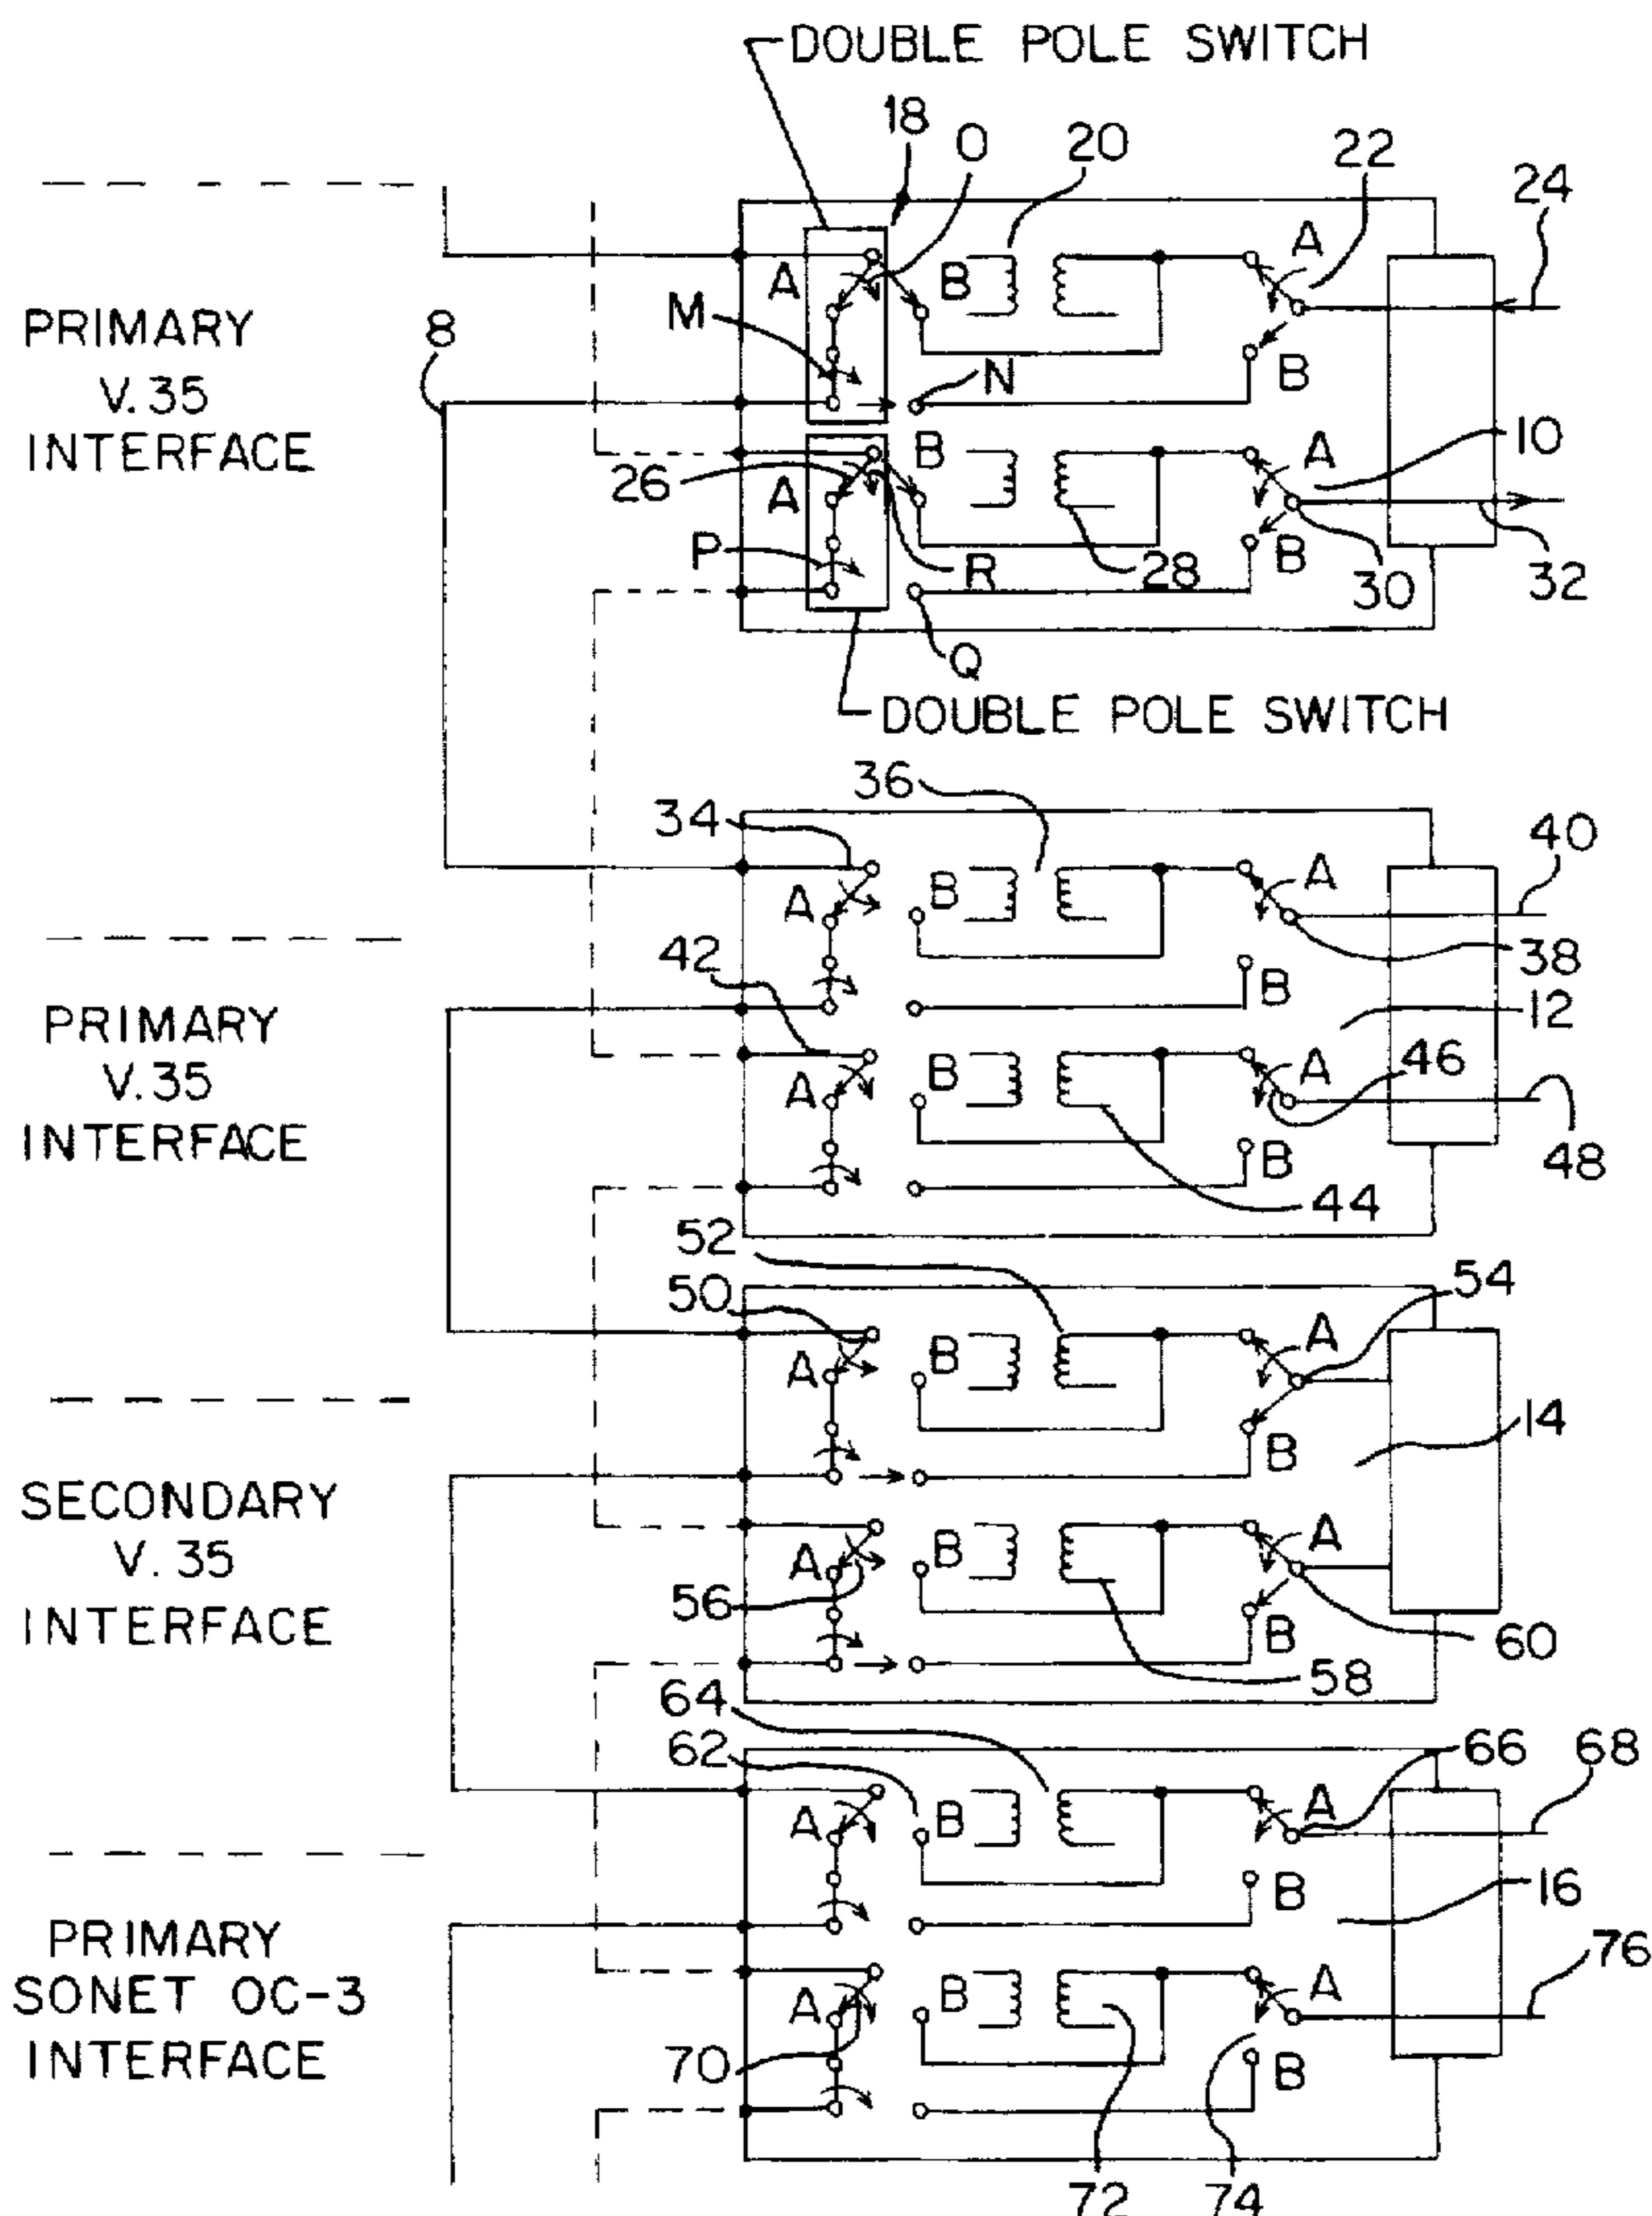 DOUBLE POLE SWITCH
18
O
20
22
24
A
B
A
M
8
PRIMARY
V.35
INTERFACE
N
B
10
B
A
26
A
P
R
28
B
30
32
Q
DOUBLE POLE SWITCH
36
34
40
A
B
A
38
42
B
12
PRIMARY
V.35
INTERFACE
B
A
46
A
B
48
44
52
50
54
A
B
A
14
B
SECONDARY
V.35
INTERFACE
A
B
A
56
B
60
58
64
62
66
68
A
B
A
B
16
PRIMARY
SONET OC-3
INTERFACE
76
A
B
A
70
B
72
74